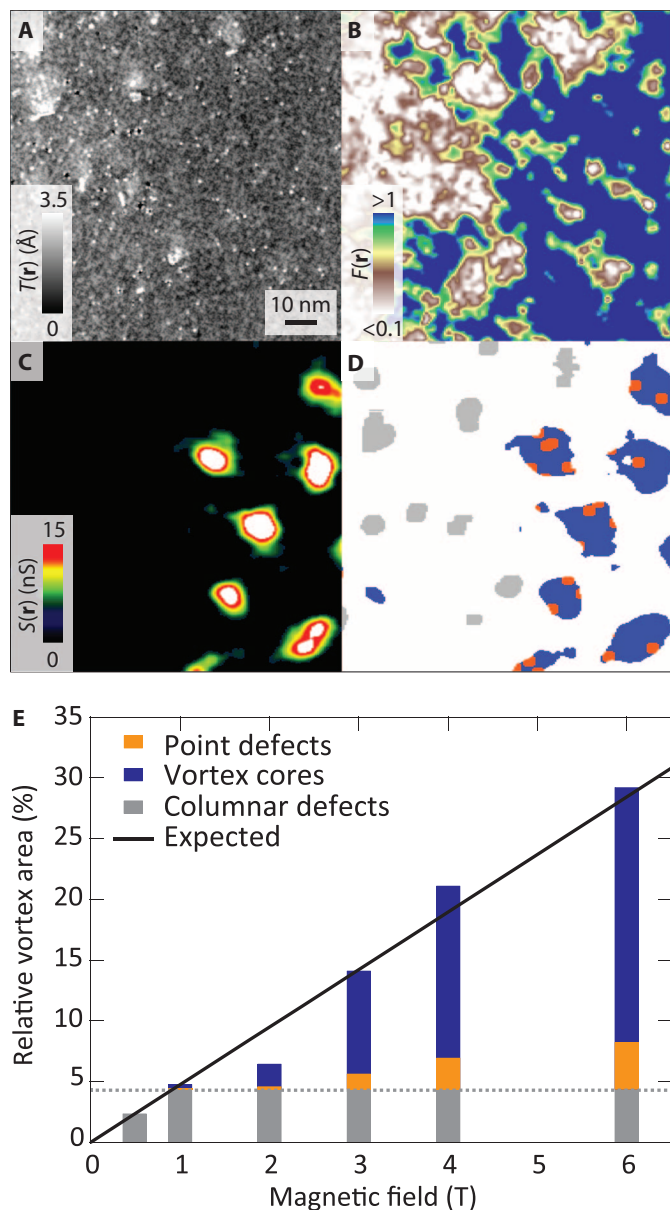 A
B
3.5
T(r) (Å)
0
10 nm
>1
F(r)
<0.1
C
D
15
S(r) (nS)
0
E
35
30
25
20
15
10
5
0
Relative vortex area (%)
Point defects
Vortex cores
Columnar defects
Expected
0 1 2 3 4 5 6
Magnetic field (T)